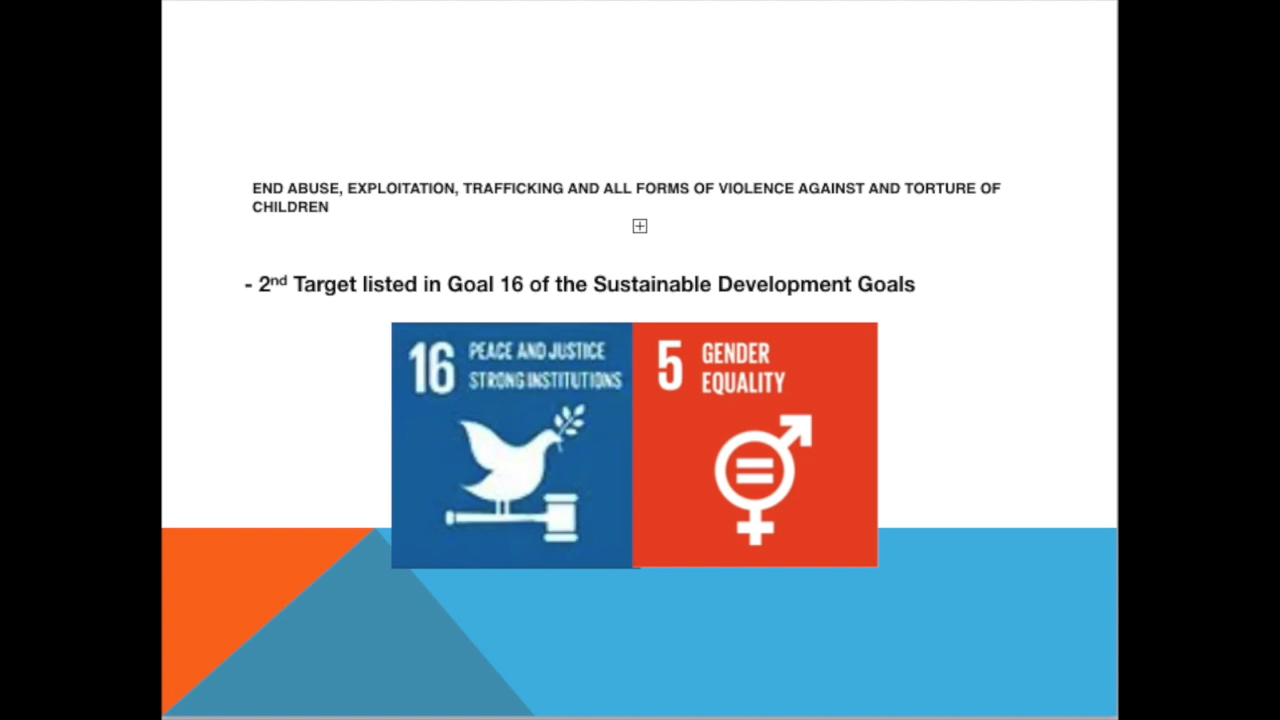 END ABUSE, EXPLOITATION, TRAFFICKING AND ALL FORMS OF VIOLENCE AGAINST AND TORTURE OF
CHILDREN
- 2nd Target listed in Goal 16 of the Sustainable Development Goals
16 PEACE AND JUSTICE
STRONG INSTITUTIONS
5 GENDER
EQUALITY